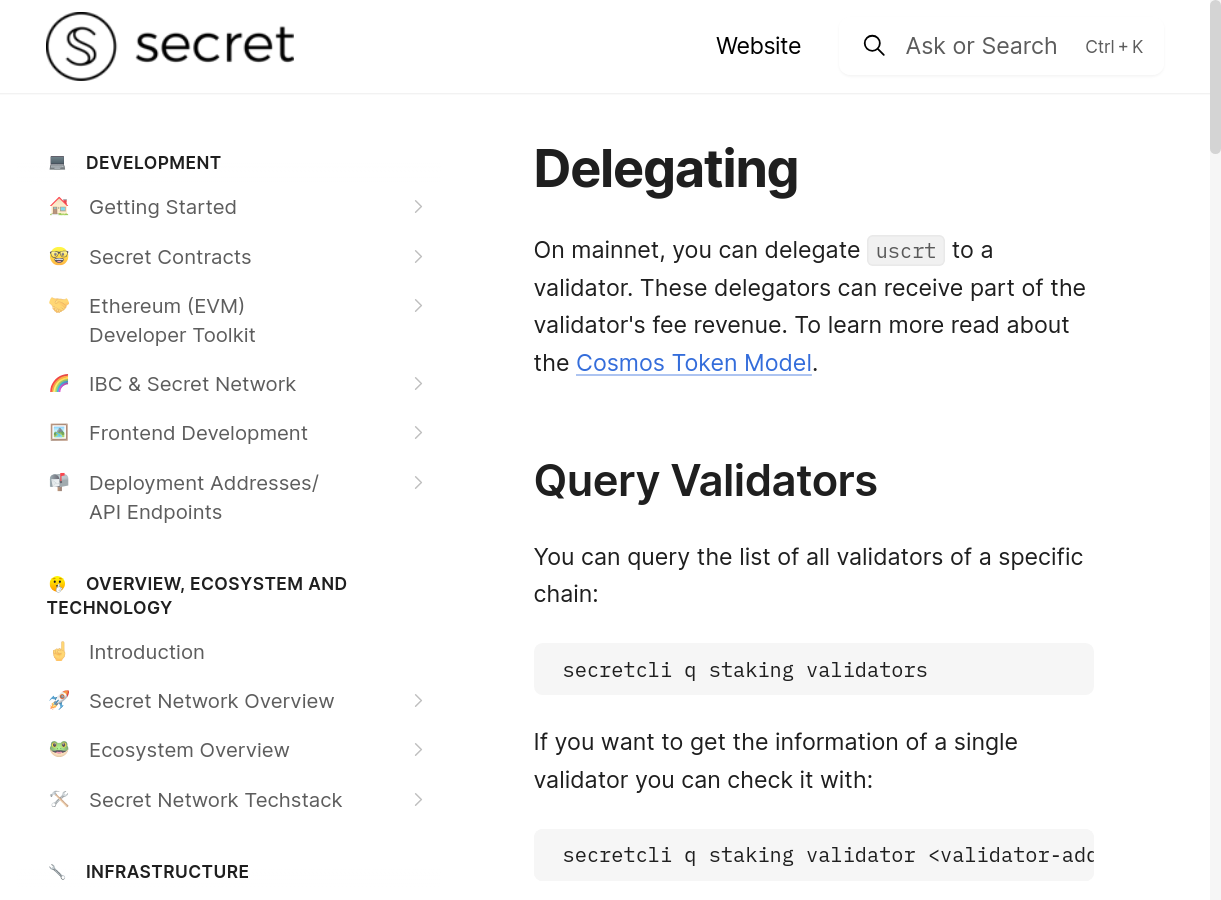 secret
Website
Ask or Search Ctrl + K
DEVELOPMENT
Getting Started
Secret Contracts
Ethereum (EVM)
Developer Toolkit
IBC & Secret Network
Frontend Development
Deployment Addresses/
API Endpoints
OVERVIEW, ECOSYSTEM AND
TECHNOLOGY
Introduction
Secret Network Overview
Ecosystem Overview
Secret Network Techstack
INFRASTRUCTURE
Delegating
On mainnet, you can delegate uscrt to a
validator. These delegators can receive part of the
validator's fee revenue. To learn more read about
the Cosmos Token Model.
Query Validators
You can query the list of all validators of a specific
chain:
secretcli q staking validators
If you want to get the information of a single
validator you can check it with:
secretcli q staking validator <validator-add